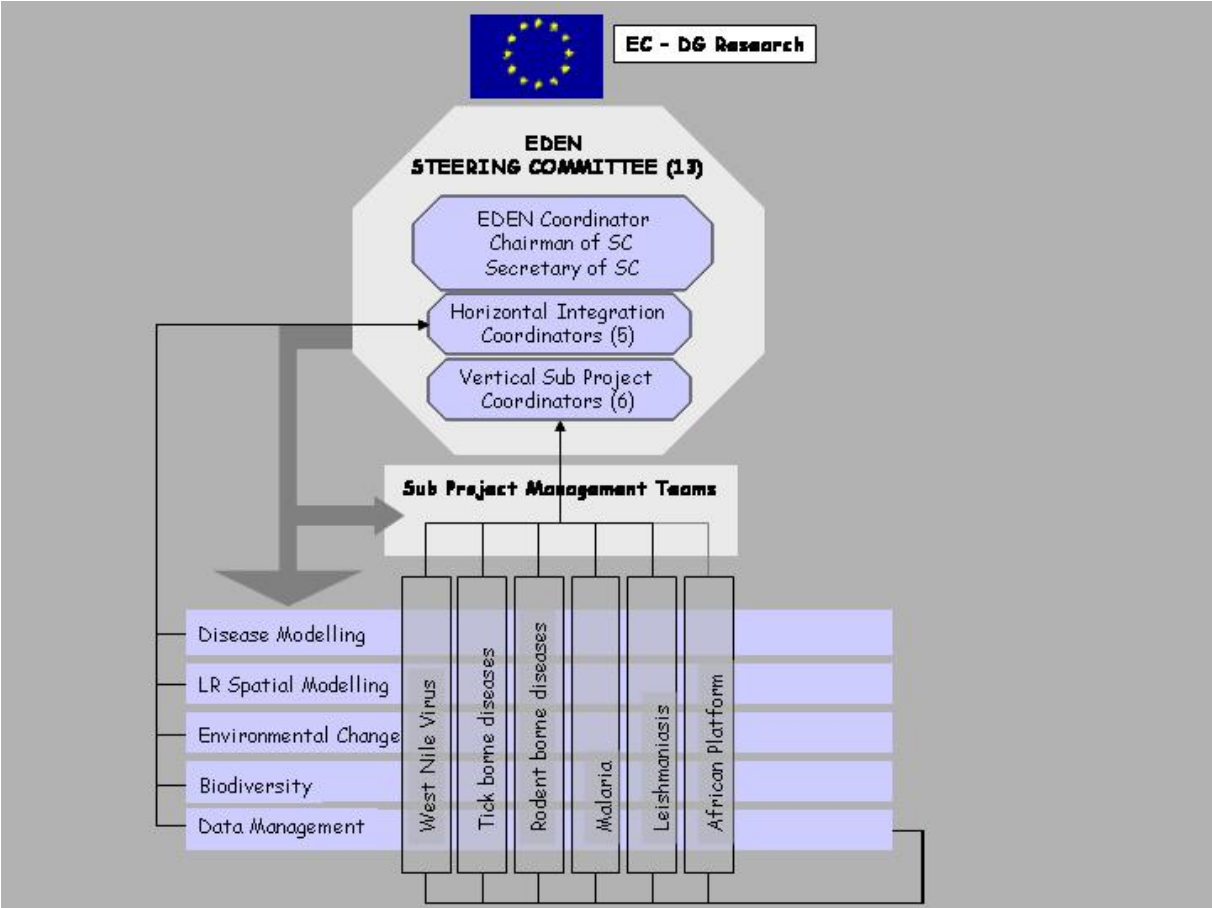 EC - DG Research
EDEN
STEERING COMMITTEE (13)
EDEN Coordinator
Chairman of SC
Secretary of SC
Horizontal Integration
Coordinators (5)
Vertical Sub Project
Coordinators (6)
Sub Project Management Teams
Disease Modelling
LR Spatial Modelling
Environmental Change
Biodiversity
Data Management
West Nile Virus
Tick borne diseases
Rodent borne diseases
Malaria
Leishmaniasis
African Platform